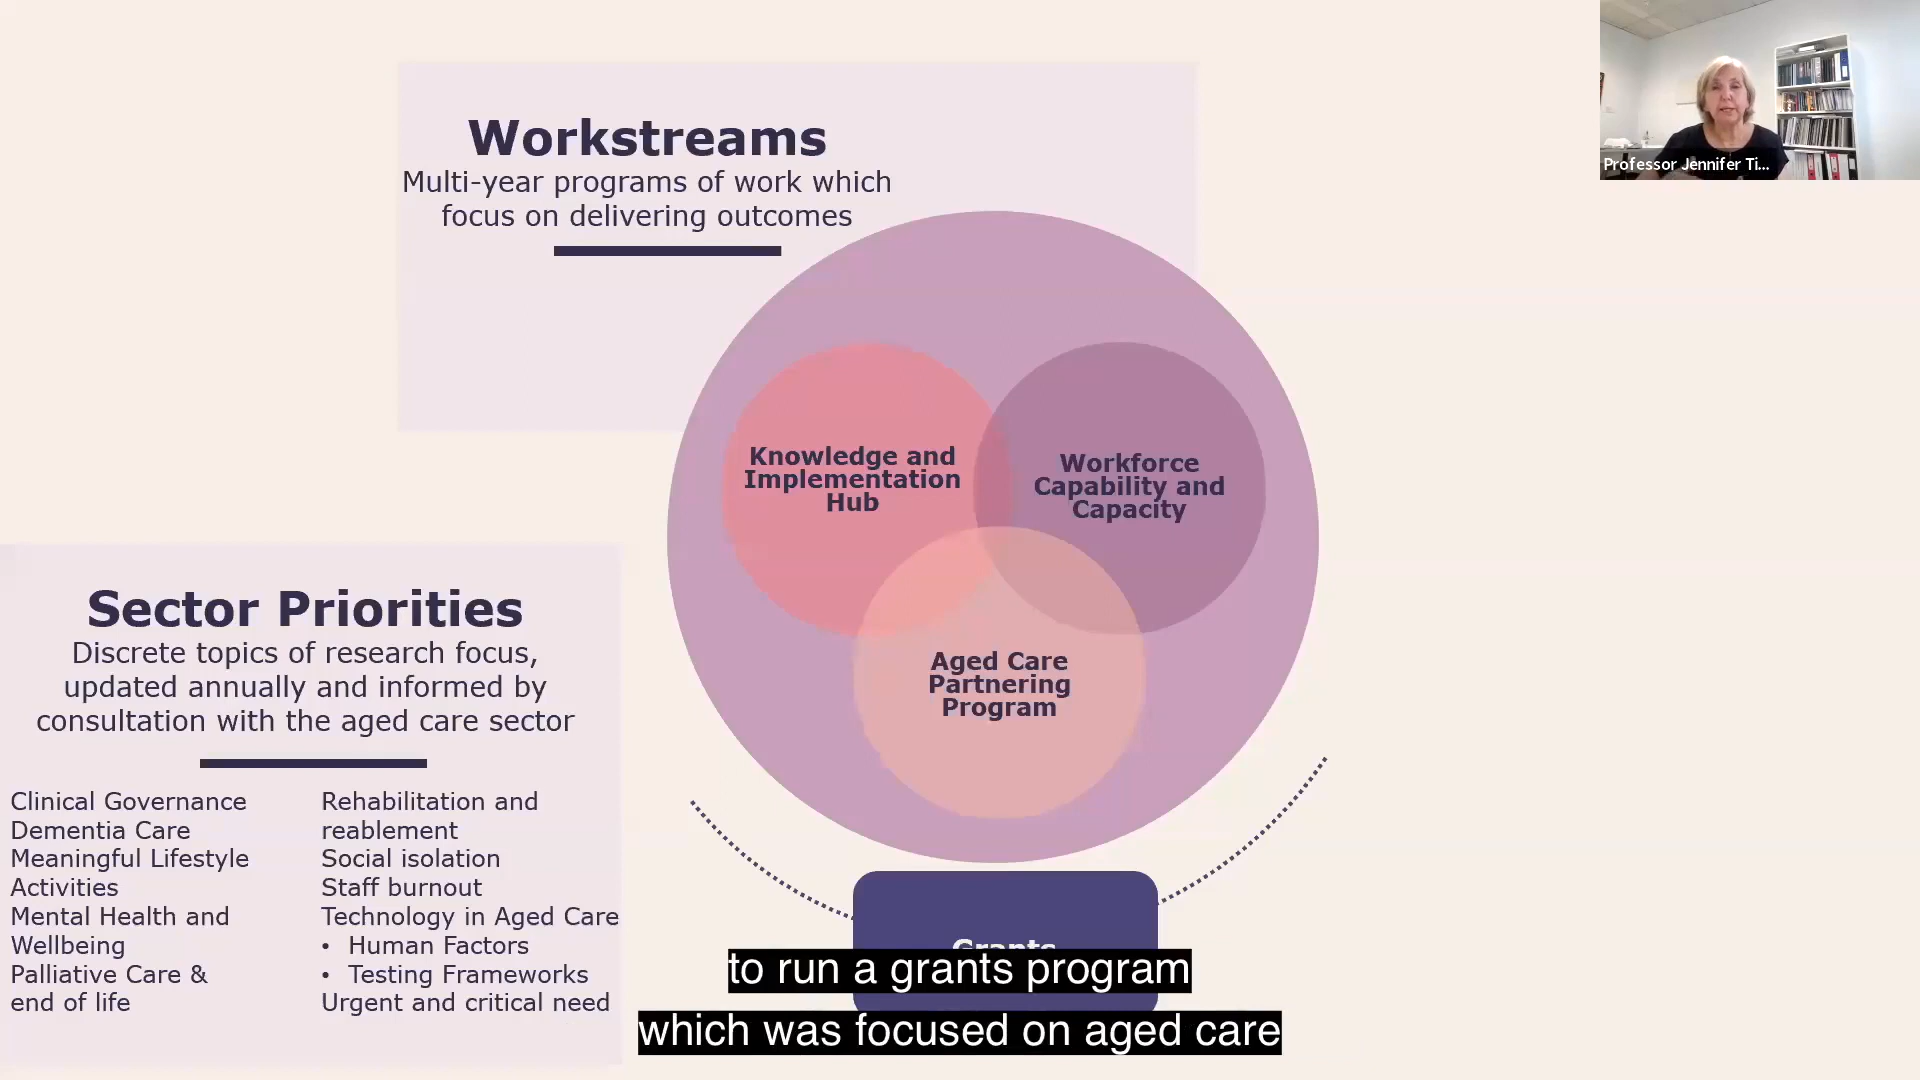 Workstreams
Multi-year programs of work which
focus on delivering outcomes
Professor Jennifer Ti...
Knowledge and
Implementation
Hub
Workforce
Capability and
Capacity
Aged Care
Partnering
Program
Sector Priorities
Discrete topics of research focus,
updated annually and informed by
consultation with the aged care sector
Clinical Governance
Dementia Care
Meaningful Lifestyle
Activities
Mental Health and
Wellbeing
Palliative Care &
end of life
Rehabilitation and
reablement
Social isolation
Staff burnout
Technology in Aged Care
• Human Factors
• Testing Frameworks
Urgent and critical need
Grants
to run a grants program
which was focused on aged care